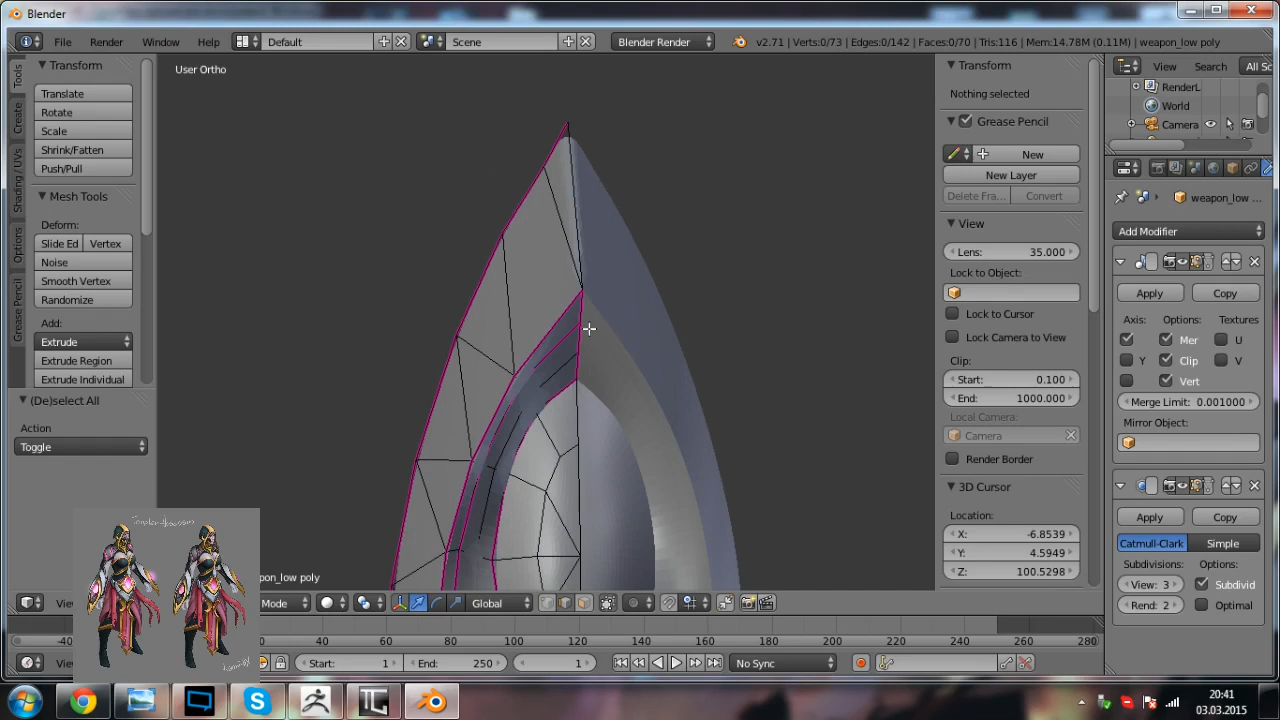 Blender
File Render Window Help Default Scene Blender Render v2.71 | Verts:0/73 | Edges:0/142 | Faces:0/70 | Tris:116 | Mem:14.78M (0.11M) | weapon_low poly
Tools
Create
Shading / UVs
Options
Grease Pencil
Transform
Translate
Rotate
Scale
Shrink/Fatten
Push/Pull
Mesh Tools
Deform:
Slide Ed Vertex
Noise
Smooth Vertex
Randomize
Add:
Extrude
Extrude Region
Extrude Individual
(De)select All
Action
Toggle
User Ortho
pon_low poly
Transform
Nothing selected
Grease Pencil
New
New Layer
Delete Fra... Convert
View
Lens: 35.000
Lock to Object:
Lock to Cursor
Lock Camera to View
Clip:
Start: 0.100
End: 1000.000
Local Camera:
Camera
Render Border
3D Cursor
Location:
X: -6.8539
Y: 4.5949
Z: 100.5298
View Search All Sc
RenderL
World
Camera
weapon_low ...
Add Modifier
Apply Copy
Axis: Options: Textures
Mer U
Y Clip V
Vert
Merge Limit: 0.001000
Mirror Object:
Apply Copy
Catmull-Clark Simple
Subdivisions: Options:
View: 3 Subdivid
Rend: 2 Optimal
Vie Mode Global
-40 40 60 80 100 120 140 160 180 200 220 240 260 280
Vie Start: 1 End: 250 1 No Sync
20:41
03.03.2015